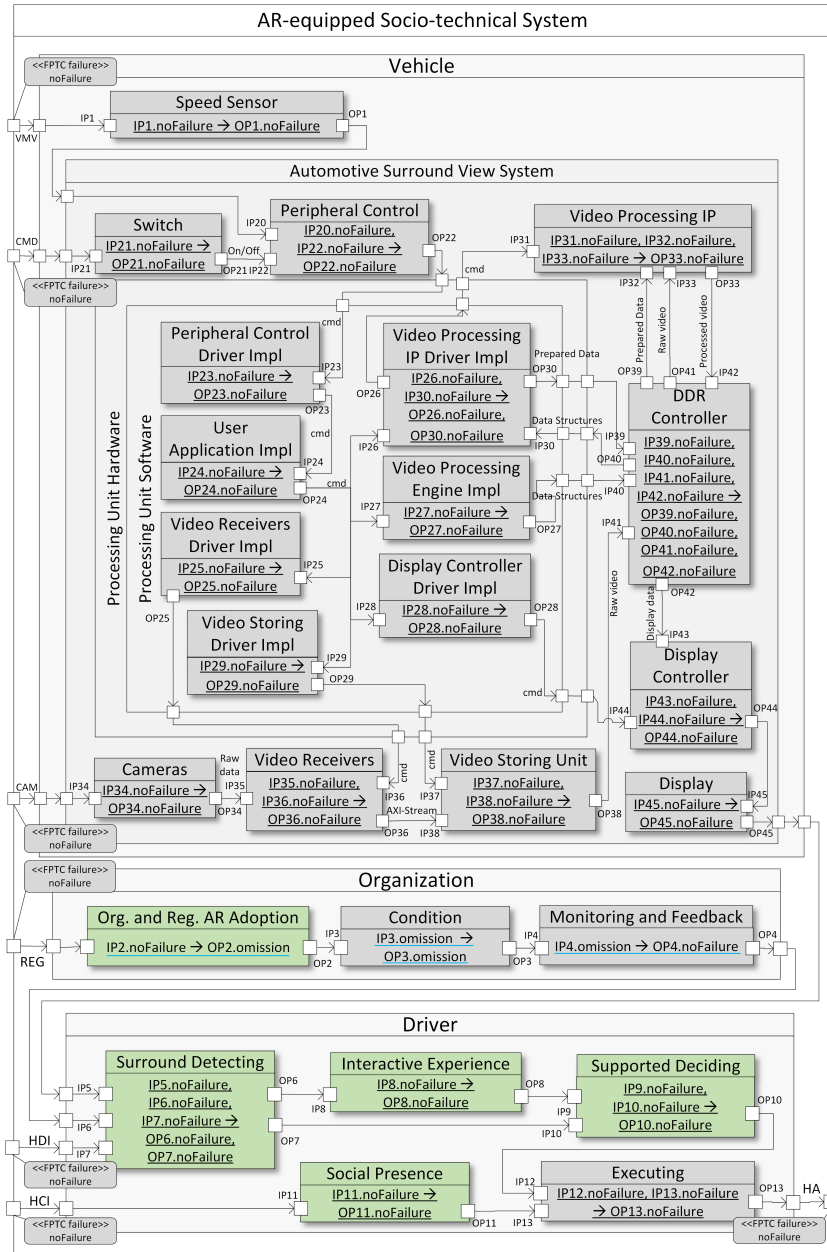 AR-equipped Socio-technical System
<<FPTC failure>>
noFailure
Vehicle
Speed Sensor
IP1.noFailure → OP1.noFailure
IP1
OP1
VMV
Automotive Surround View System
Switch
IP21.noFailure →
OP21.noFailure
CMD
IP21
On/Off
OP21
IP22
IP20
Peripheral Control
IP20.noFailure,
IP22.noFailure →
OP22.noFailure
OP22
Video Processing IP
IP31.noFailure, IP32.noFailure,
IP33.noFailure → OP33.noFailure
IP31
cmd
IP32
IP33
OP33
<<FPTC failure>>
noFailure
Prepared Data
Raw video
Processed video
OP39
OP41
IP42
cmd
Processing Unit Hardware
Processing Unit Software
Peripheral Control
Driver Impl
IP23.noFailure →
OP23.noFailure
IP23
OP23
cmd
User
Application Impl
IP24.noFailure →
OP24.noFailure
IP24
OP24
cmd
Video Receivers
Driver Impl
IP25.noFailure →
OP25.noFailure
IP25
OP25
Video Storing
Driver Impl
IP29.noFailure →
OP29.noFailure
IP29
OP29
Video Processing
IP Driver Impl
IP26.noFailure,
IP30.noFailure →
OP26.noFailure,
OP30.noFailure
OP26
IP26
Prepared Data
OP30
Data Structures
IP30
Video Processing
Engine Impl
IP27.noFailure →
OP27.noFailure
IP27
Data Structures
OP27
Display Controller
Driver Impl
IP28.noFailure →
OP28.noFailure
IP28
OP28
cmd
DDR
Controller
IP39.noFailure,
IP40.noFailure,
IP41.noFailure,
IP42.noFailure →
OP39.noFailure,
OP40.noFailure,
OP41.noFailure,
OP42.noFailure
IP39
OP40
IP40
IP41
Raw video
OP42
Display data
IP43
Display
Controller
IP43.noFailure,
IP44.noFailure →
OP44.noFailure
IP44
OP44
Cameras
IP34.noFailure →
OP34.noFailure
CAM
IP34
Raw
data
IP35
OP34
Video Receivers
IP35.noFailure,
IP36.noFailure →
OP36.noFailure
cmd
IP36
AXI-Stream
OP36
cmd
IP37
IP38
Video Storing Unit
IP37.noFailure,
IP38.noFailure →
OP38.noFailure
OP38
Display
IP45.noFailure →
OP45.noFailure
IP45
OP45
<<FPTC failure>>
noFailure
<<FPTC failure>>
noFailure
Organization
Org. and Reg. AR Adoption
IP2.noFailure → OP2.omission
REG
IP3
OP2
Condition
IP3.omission →
OP3.omission
IP4
OP3
Monitoring and Feedback
IP4.omission → OP4.noFailure
OP4
Driver
Surround Detecting
IP5.noFailure,
IP6.noFailure,
IP7.noFailure →
OP6.noFailure,
OP7.noFailure
IP5
IP6
HDI
IP7
OP6
OP7
Interactive Experience
IP8.noFailure →
OP8.noFailure
IP8
OP8
Supported Deciding
IP9.noFailure,
IP10.noFailure →
OP10.noFailure
IP9
IP10
OP10
<<FPTC failure>>
noFailure
Social Presence
IP11.noFailure →
OP11.noFailure
HCI
IP11
OP11
Executing
IP12.noFailure, IP13.noFailure
→ OP13.noFailure
IP12
IP13
OP13
HA
<<FPTC failure>>
noFailure
<<FPTC failure>>
noFailure